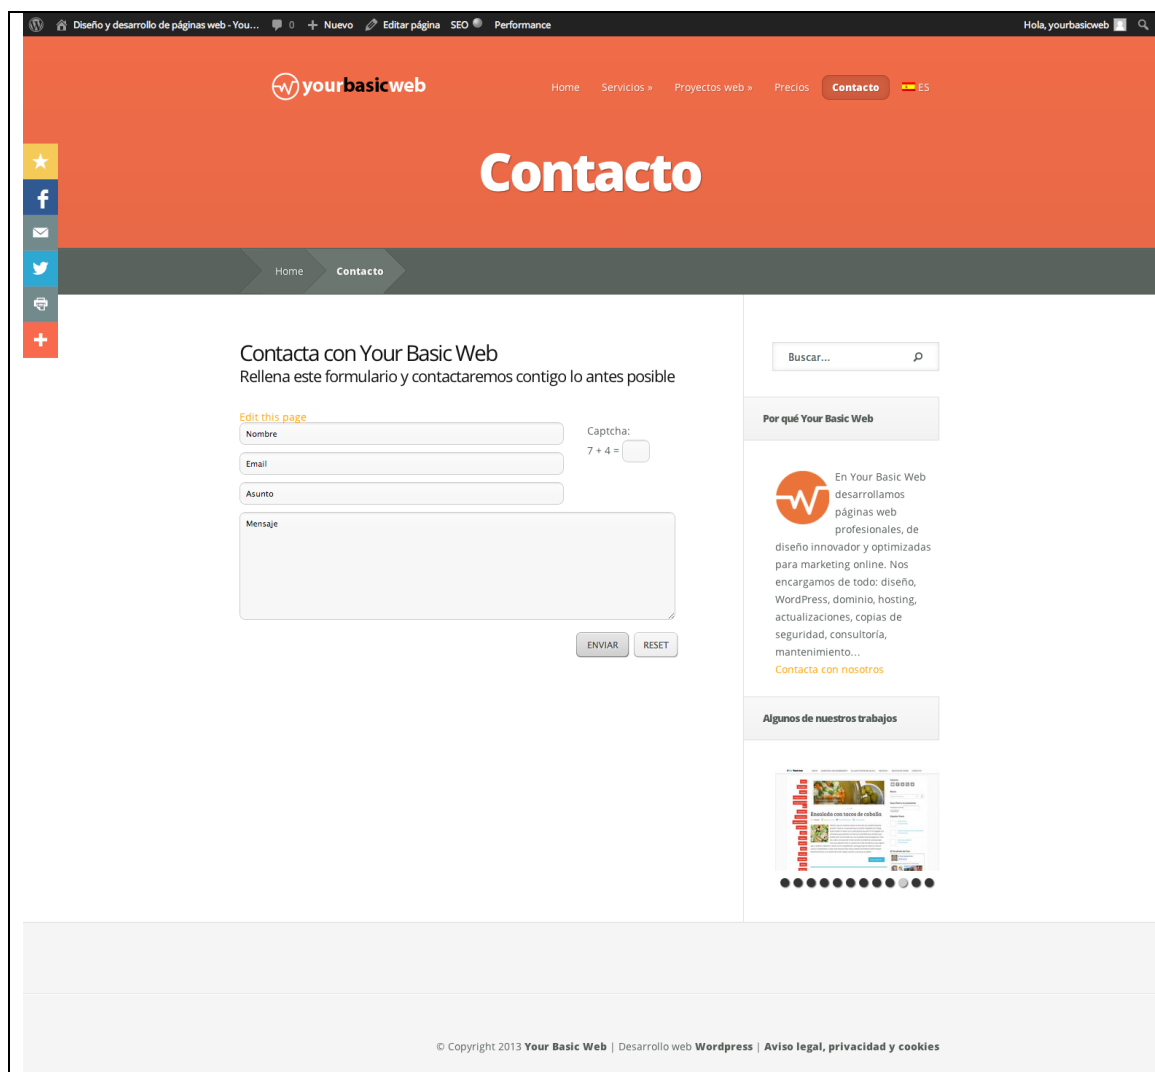 Diseño y desarrollo de páginas web - You... 0 + Nuevo Editar página SEO Performance Hola, yourbasicweb
yourbasicweb
Home Servicios » Proyectos web » Precios Contacto ES
Contacto
Home Contacto
Contacta con Your Basic Web
Rellena este formulario y contactaremos contigo lo antes posible
Edit this page
Nombre
Email
Asunto
Mensaje
Captcha:
7 + 4 =
ENVIAR RESET
Buscar...
Por qué Your Basic Web
En Your Basic Web
desarrollamos
páginas web
profesionales, de
diseño innovador y optimizadas
para marketing online. Nos
encargamos de todo: diseño,
WordPress, dominio, hosting,
actualizaciones, copias de
seguridad, consultoría,
mantenimiento...
Contacta con nosotros
Algunos de nuestros trabajos
Ensalada con tacos de caballa
© Copyright 2013 Your Basic Web | Desarrollo web Wordpress | Aviso legal, privacidad y cookies